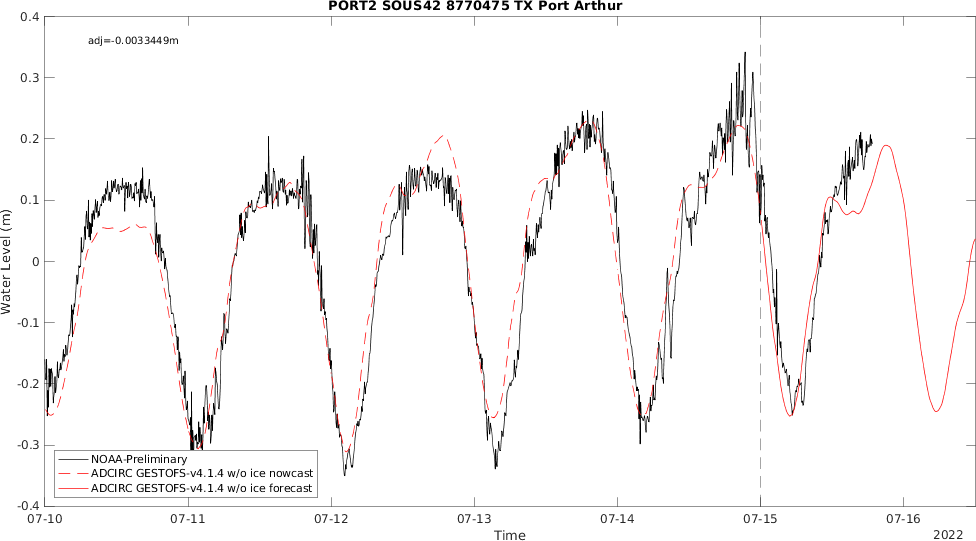 PORT2 SOUS42 8770475 TX Port Arthur
adj=-0.0033449m
0.4
0.3
0.2
0.1
0
-0.1
-0.2
-0.3
-0.4
Water Level (m)
NOAA-Preliminary
ADCIRC GESTOFS-v4.1.4 w/o ice nowcast
ADCIRC GESTOFS-v4.1.4 w/o ice forecast
07-10 07-11 07-12 07-13 07-14 07-15 07-16
Time
2022